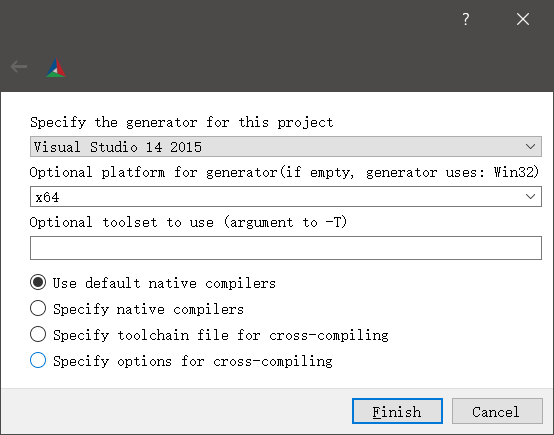 ?
Specify the generator for this project
Visual Studio 14 2015
Optional platform for generator(if empty, generator uses: Win32)
x64
Optional toolset to use (argument to -T)
Use default native compilers
Specify native compilers
Specify toolchain file for cross-compiling
Specify options for cross-compiling
Finish
Cancel